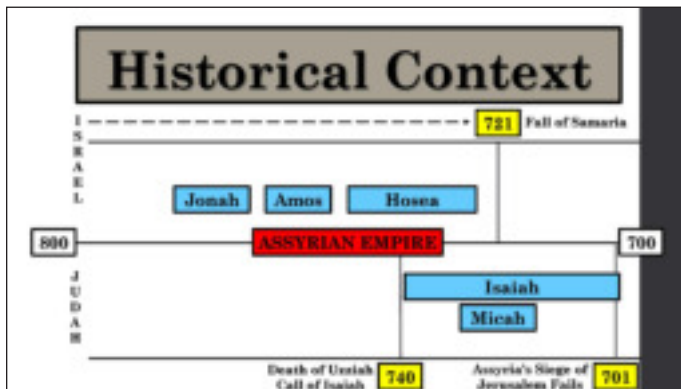 Historical Context
ISRAEL
721 Fall of Samaria
Jonah Amos Hosea
800 ASSYRIAN EMPIRE 700
JUDAH
Isaiah
Micah
Death of Uzziah
Call of Isaiah
740
Assyria's Siege of
Jerusalem Fails
701